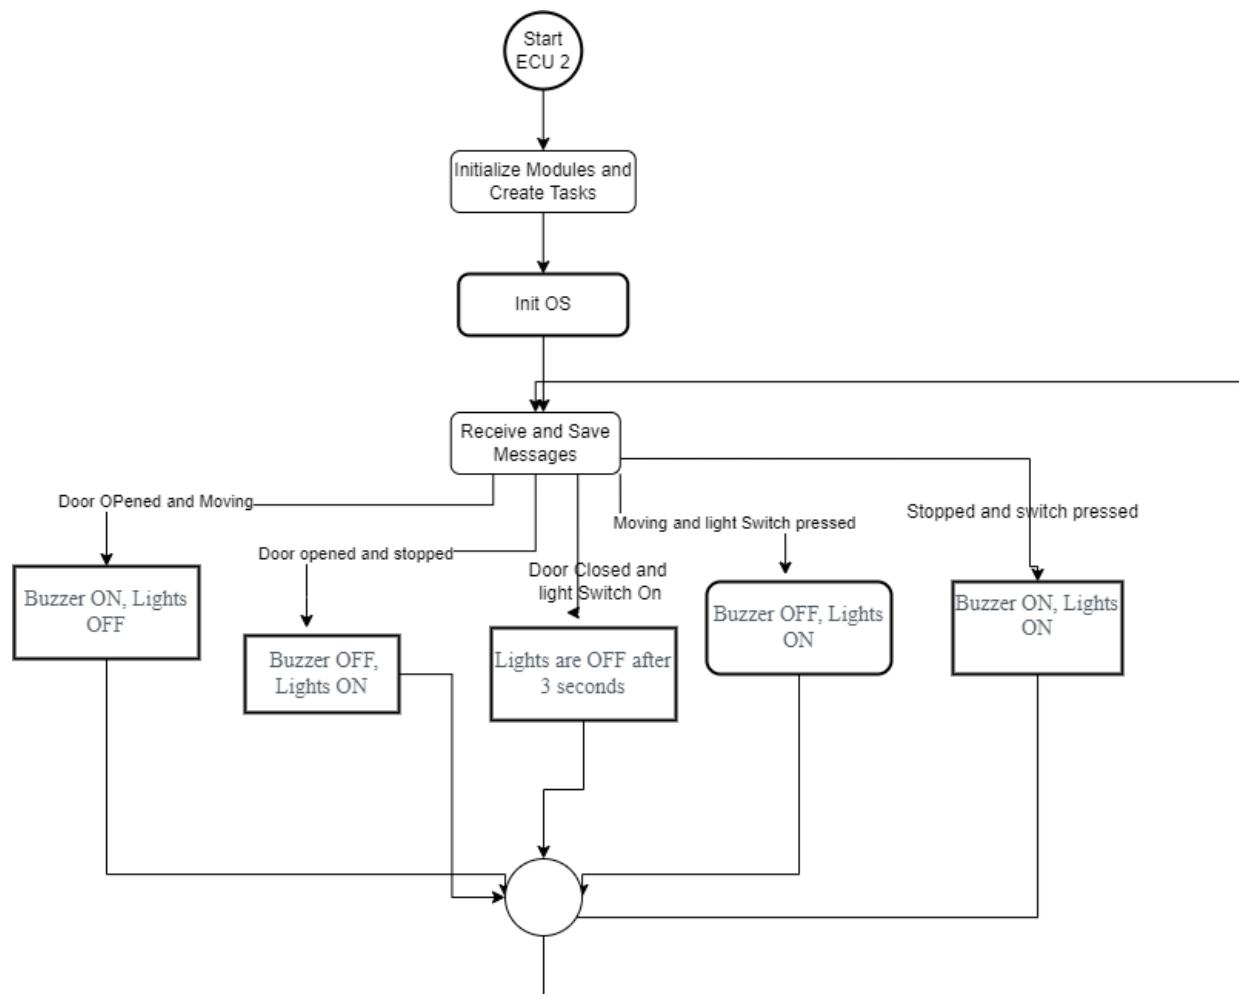 Start
ECU 2
Initialize Modules and
Create Tasks
Init OS
Receive and Save
Messages
Door OPened and Moving
Door opened and stopped
Door Closed and
light Switch On
Moving and light Switch pressed
Stopped and switch pressed
Buzzer ON, Lights
OFF
Buzzer OFF,
Lights ON
Lights are OFF after
3 seconds
Buzzer OFF, Lights
ON
Buzzer ON, Lights
ON